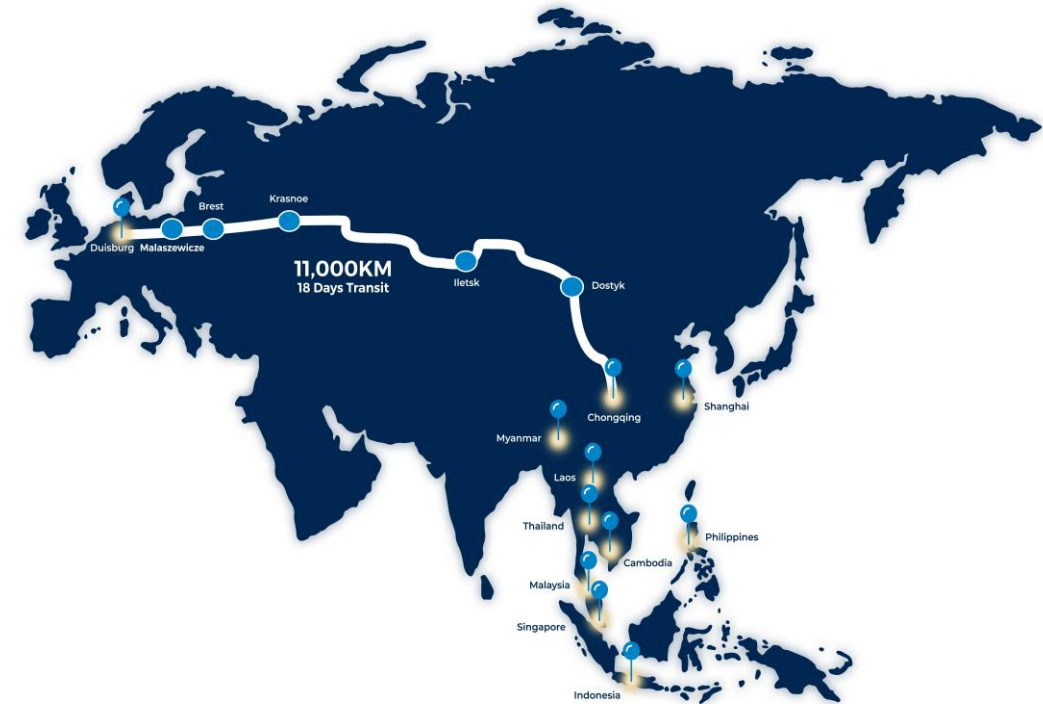 Krasnoe
Brest
Duisburg
Malaszewicze
11,000KM
18 Days Transit
Iletsk
Dostyk
Chongqing
Shanghai
Myanmar
Laos
Thailand
Philippines
Cambodia
Malaysia
Singapore
Indonesia